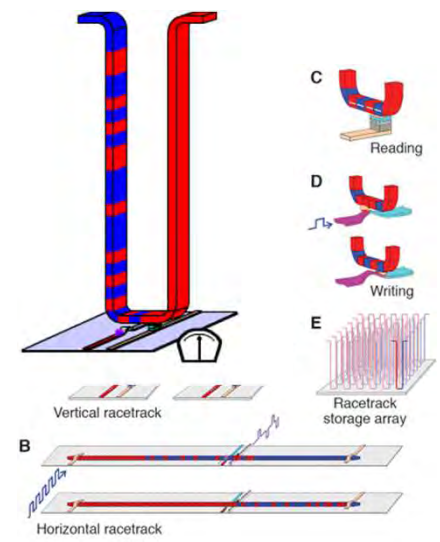 C
Reading
D
Writing
E
Racetrack
storage array
Vertical racetrack
B
Horizontal racetrack